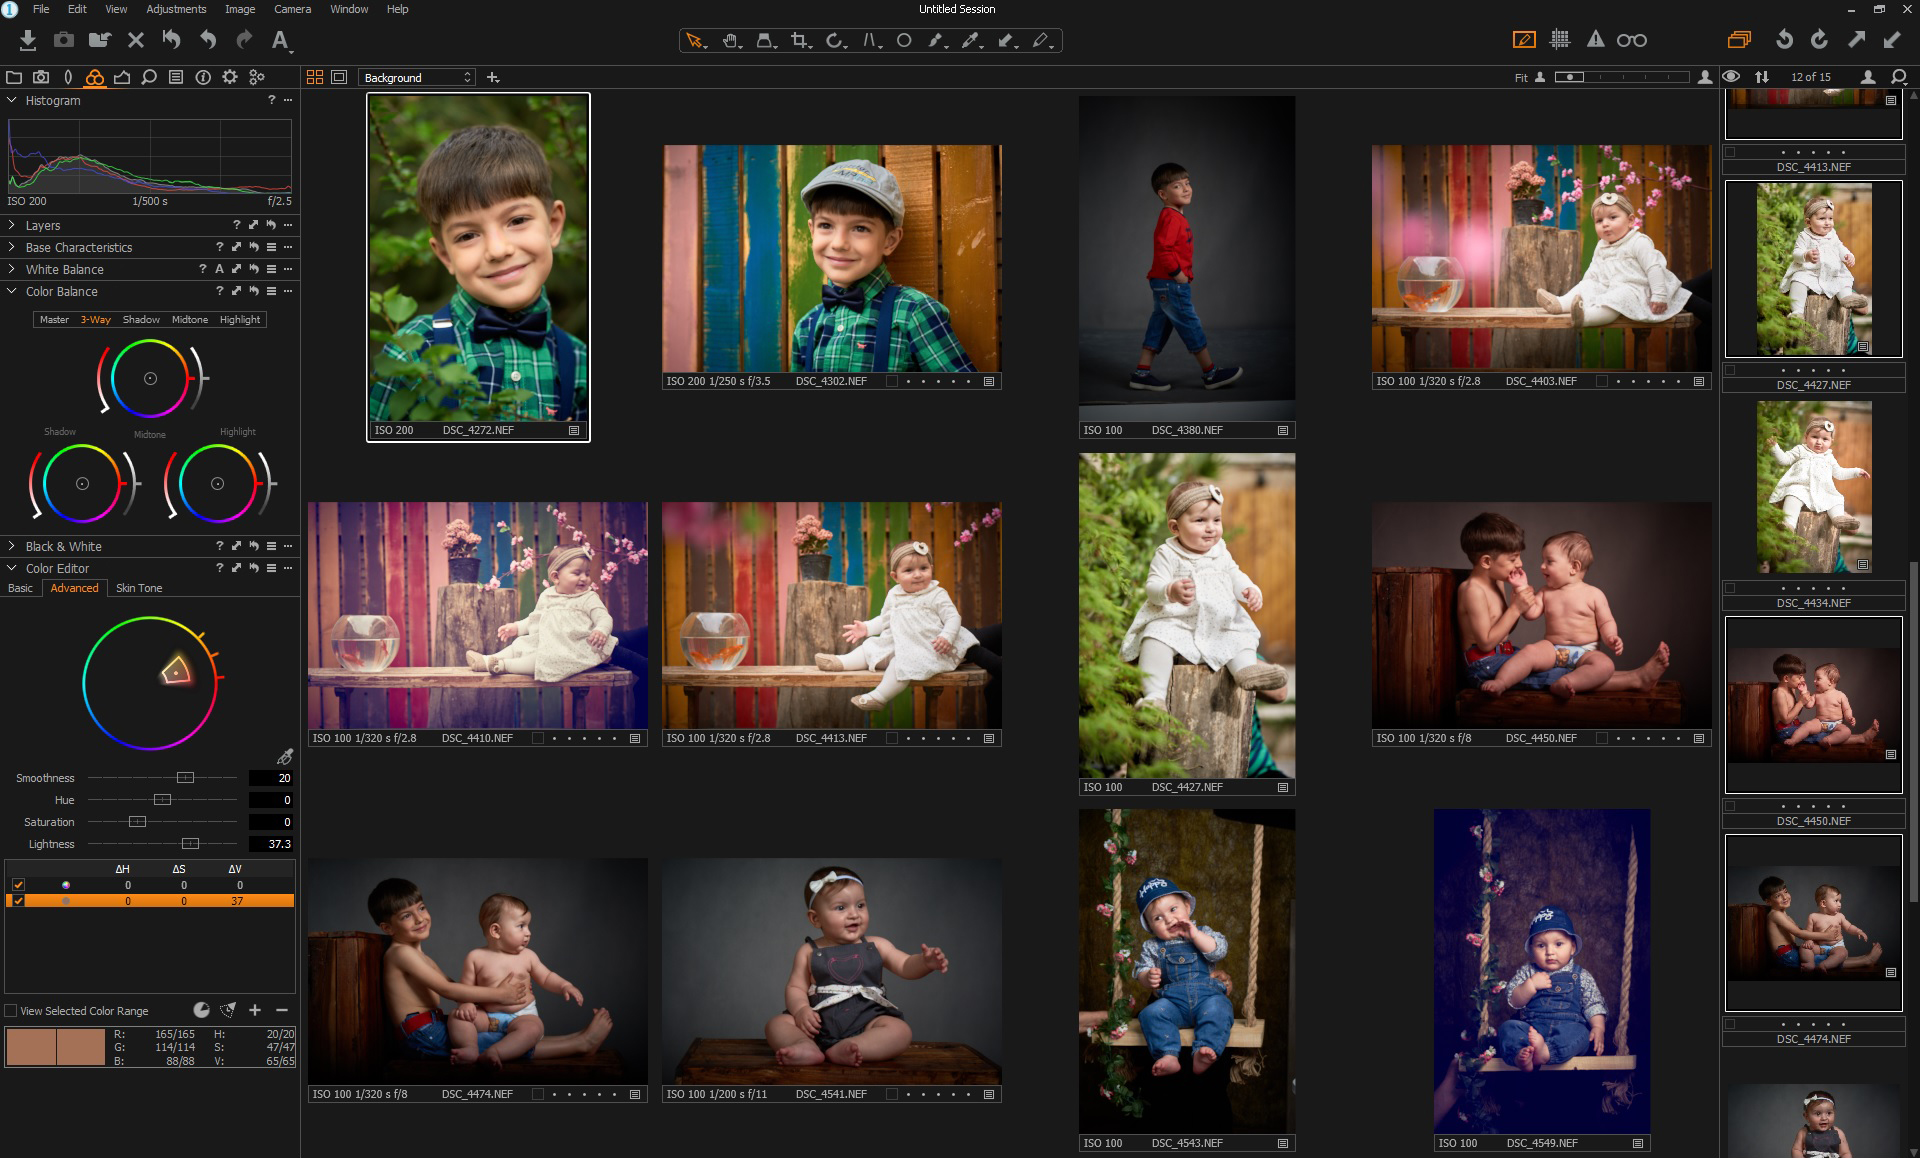 File Edit View Adjustments Image Camera Window Help
Untitled Session
Background
Fit
12 of 15
Histogram
ISO 200 1/500 s f/2.5
Layers
Base Characteristics
White Balance
Color Balance
Master 3-Way Shadow Midtone Highlight
Shadow Midtone Highlight
Black & White
Color Editor
Basic Advanced Skin Tone
Smoothness 20
Hue 0
Saturation 0
Lightness 37.3
ΔH ΔS ΔV
0 0 0
0 0 37
View Selected Color Range
R: 165/165 H: 20/20
G: 114/114 S: 47/47
B: 88/88 V: 65/65
ISO 200 DSC_4272.NEF
ISO 200 1/250 s f/3.5 DSC_4302.NEF
ISO 100 DSC_4380.NEF
ISO 100 1/320 s f/2.8 DSC_4403.NEF
ISO 100 1/320 s f/2.8 DSC_4410.NEF
ISO 100 1/320 s f/2.8 DSC_4413.NEF
ISO 100 DSC_4427.NEF
ISO 100 1/320 s f/8 DSC_4450.NEF
ISO 100 1/320 s f/8 DSC_4474.NEF
ISO 100 1/200 s f/11 DSC_4541.NEF
ISO 100 DSC_4543.NEF
ISO 100 DSC_4549.NEF
DSC_4413.NEF
DSC_4427.NEF
DSC_4434.NEF
DSC_4450.NEF
DSC_4474.NEF